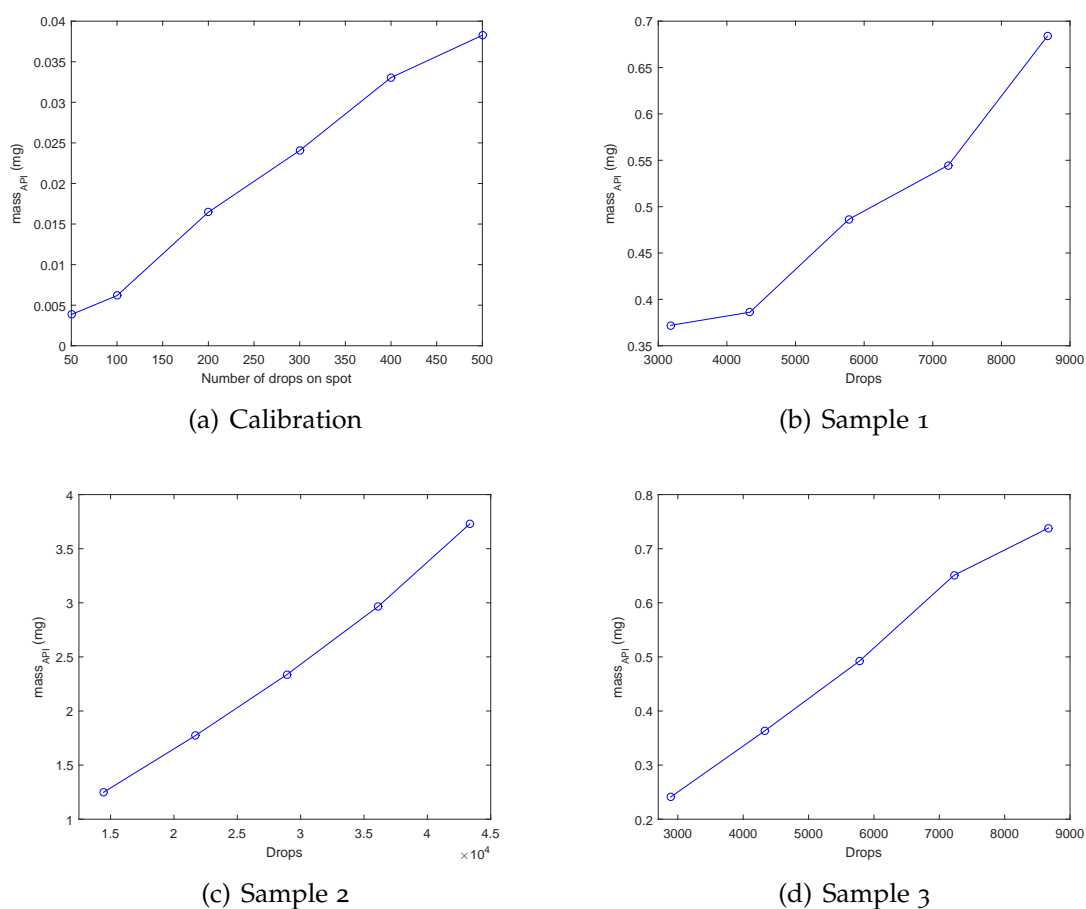 0.04
0.035
0.03
0.025
0.02
0.015
0.01
0.005
0
mass_API (mg)
50 100 150 200 250 300 350 400 450 500
Number of drops on spot
(a) Calibration
0.7
0.65
0.6
0.55
0.5
0.45
0.4
0.35
mass_API (mg)
3000 4000 5000 6000 7000 8000 9000
Drops
(b) Sample 1
4
3.5
3
2.5
2
1.5
1
mass_API (mg)
1.5 2 2.5 3 3.5 4 4.5
Drops ×10⁴
(c) Sample 2
0.8
0.7
0.6
0.5
0.4
0.3
0.2
mass_API (mg)
3000 4000 5000 6000 7000 8000 9000
Drops
(d) Sample 3